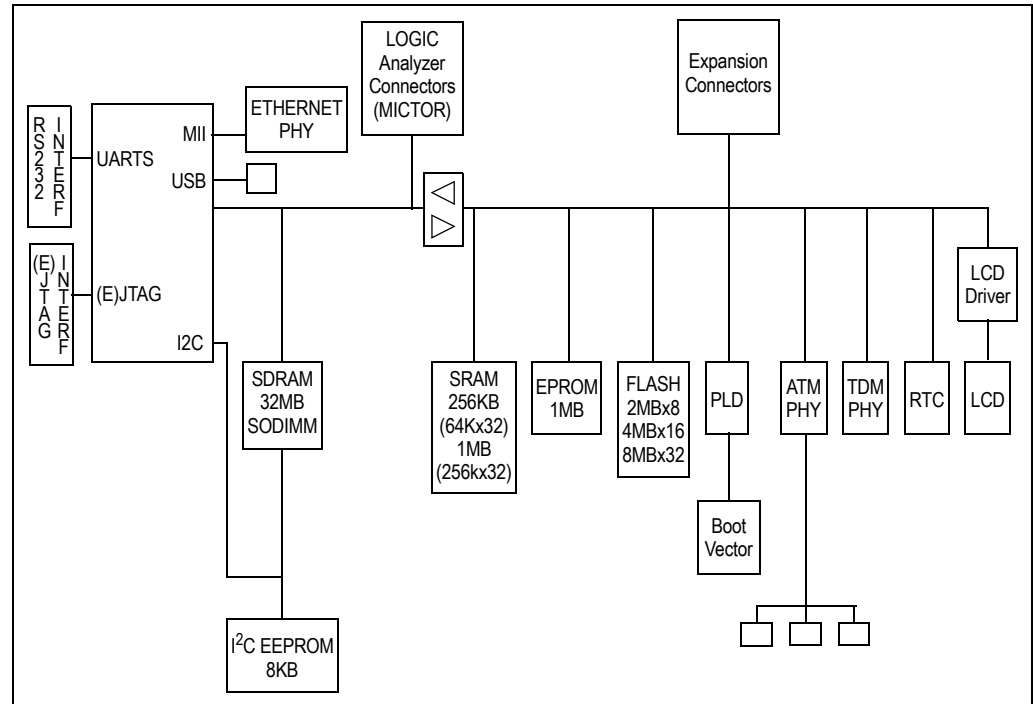 LOGIC
Analyzer
Connectors
(MICTOR)
Expansion
Connectors
ETHERNET
PHY
RS232
INTERF
MII
UARTS
USB
(E)JTAG
INTERF
(E)JTAG
I2C
LCD
Driver
SDRAM
32MB
SODIMM
SRAM
256KB
(64Kx32)
1MB
(256kx32)
EPROM
1MB
FLASH
2MBx8
4MBx16
8MBx32
PLD
ATM
PHY
TDM
PHY
RTC
LCD
Boot
Vector
I²C EEPROM
8KB